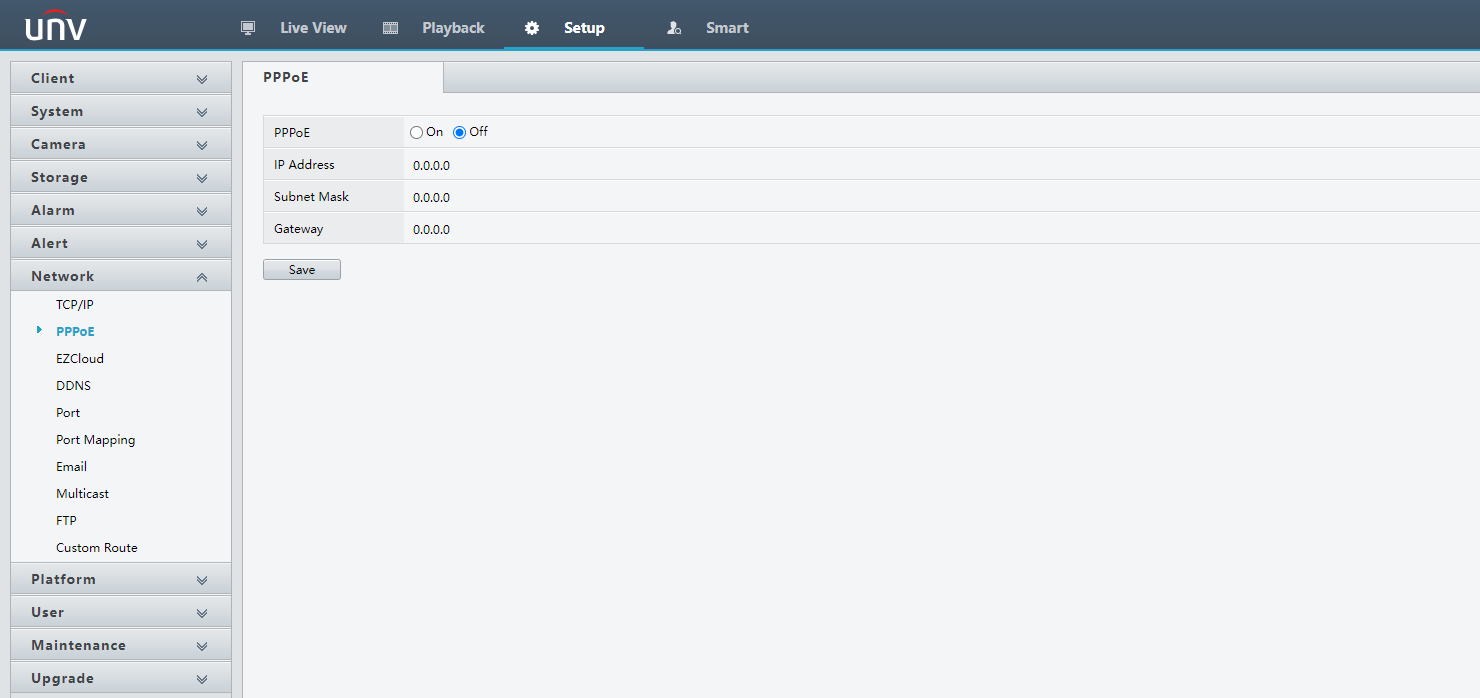 unv
Live View
Playback
Setup
Smart
Client
System
Camera
Storage
Alarm
Alert
Network
TCP/IP
PPPoE
EZCloud
DDNS
Port
Port Mapping
Email
Multicast
FTP
Custom Route
Platform
User
Maintenance
Upgrade
PPPoE
PPPoE On Off
IP Address 0.0.0.0
Subnet Mask 0.0.0.0
Gateway 0.0.0.0
Save